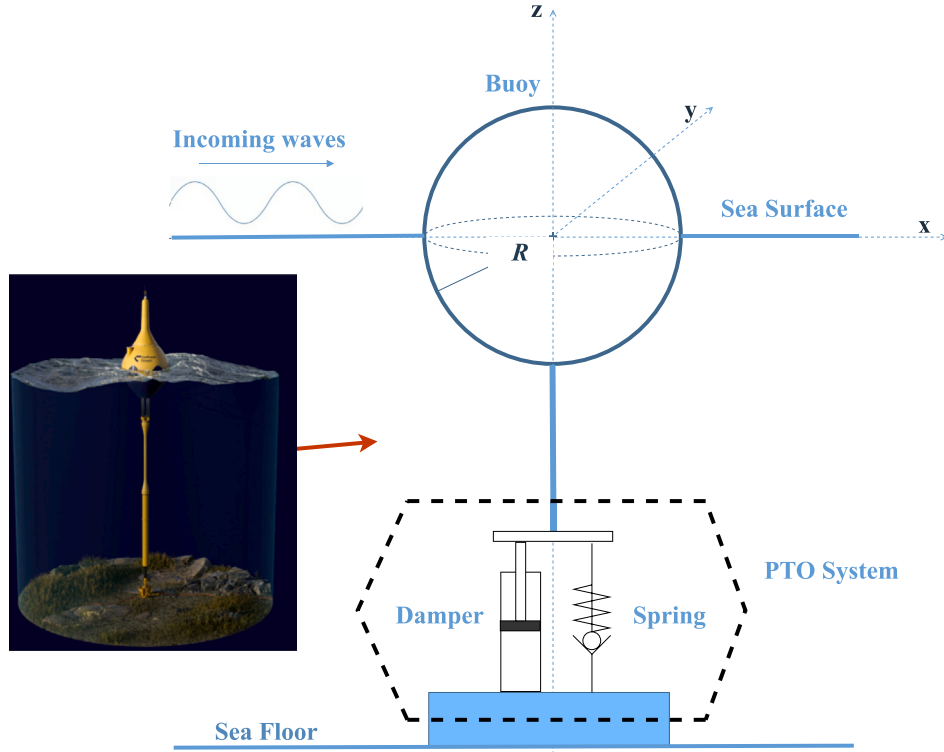 z
Buoy
y
Incoming waves
Sea Surface
x
R
Damper
Spring
PTO System
Sea Floor